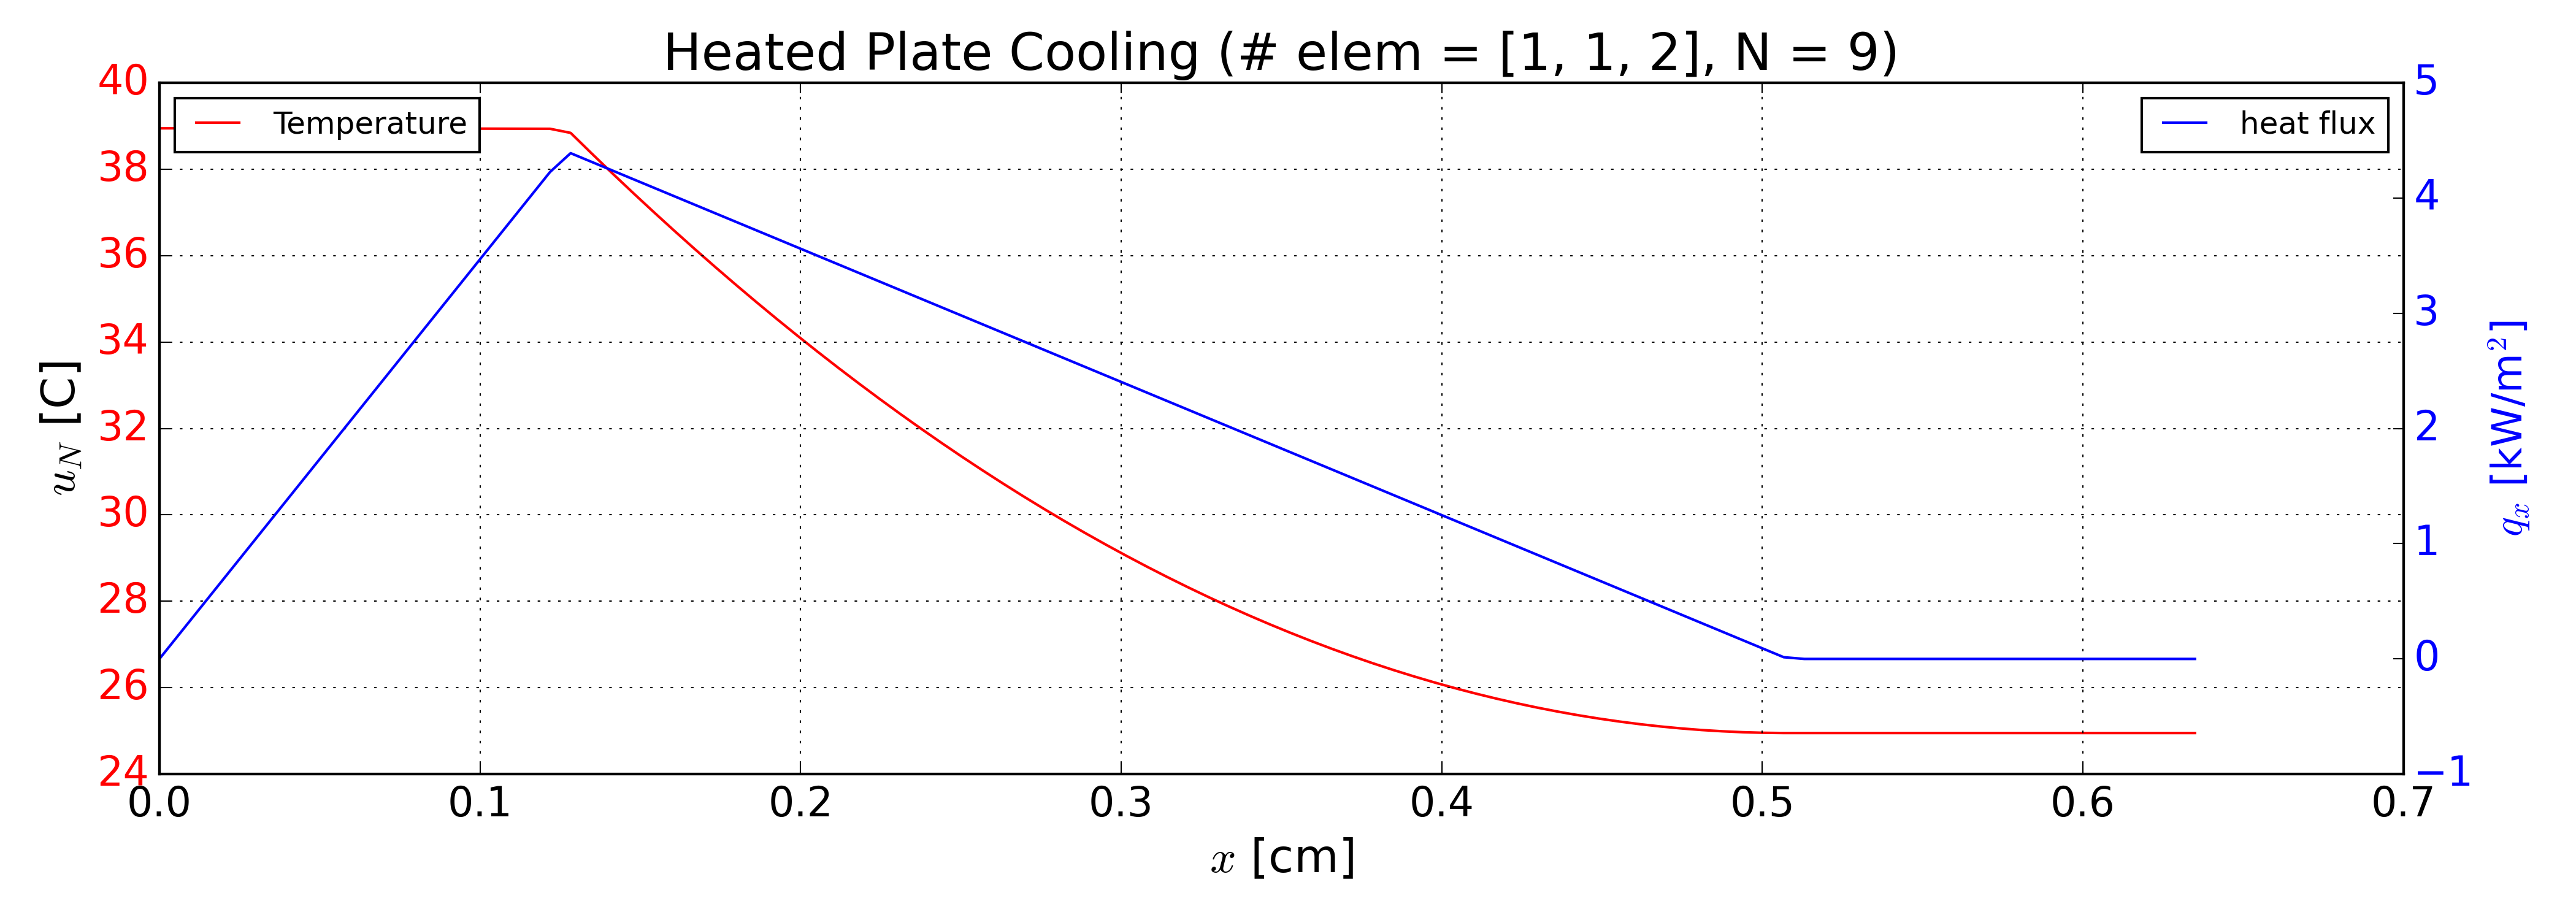 Heated Plate Cooling (# elem = [1, 1, 2], N = 9)
40
38
36
34
32
30
28
26
24
u_N [C]
Temperature
heat flux
5
4
3
2
1
0
−1
q_x [kW/m²]
0.0 0.1 0.2 0.3 0.4 0.5 0.6 0.7
x [cm]